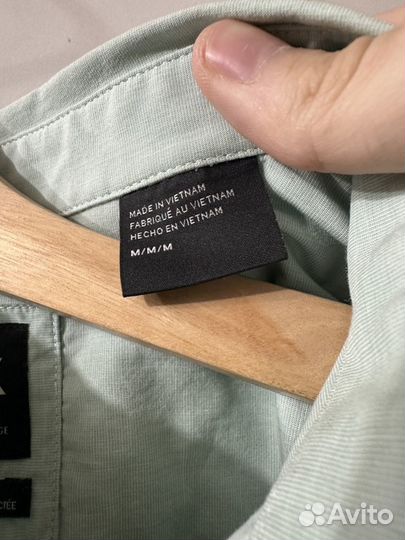 MADE IN VIETNAM
FABRIQUÉ AU VIETNAM
HECHO EN VIETNAM
M/M/M
Avito